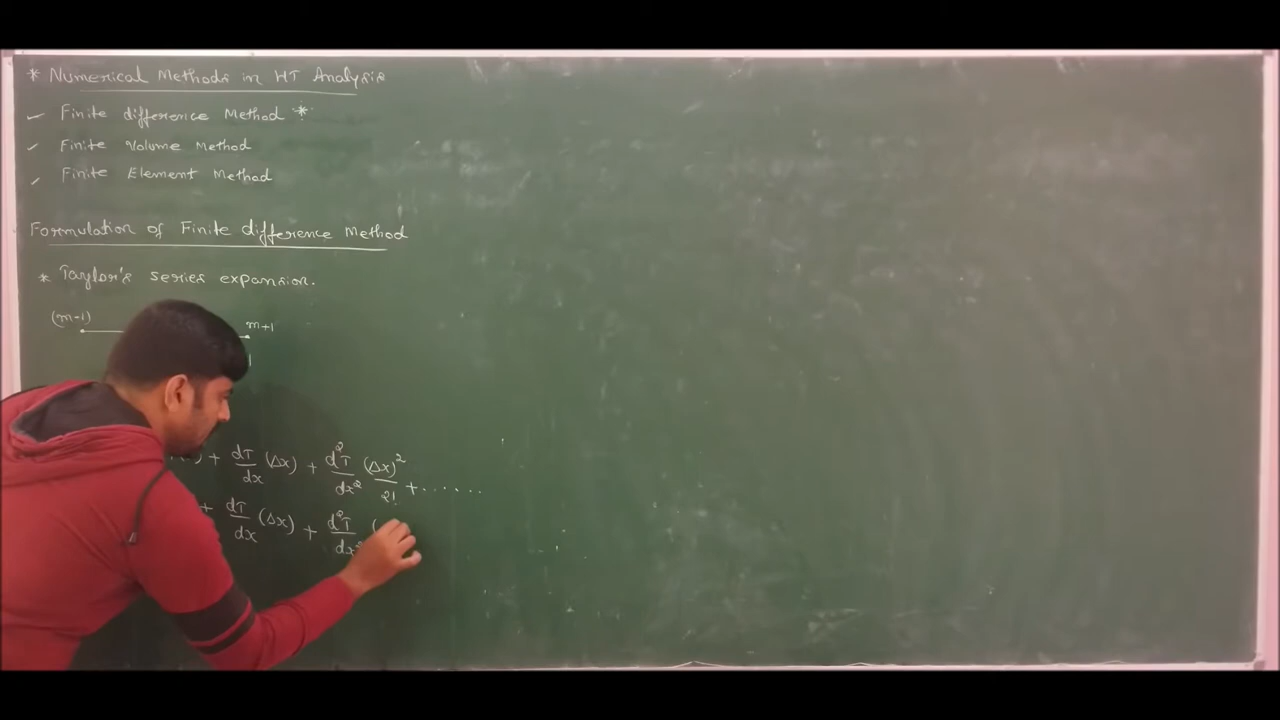 * Numerical Methods in HT Analysis
✓ Finite difference Method *
✓ Finite Volume Method
✓ Finite Element Method
Formulation of Finite difference Method
* Taylor's series expansion.
(m-1) m+1
+ dT/dx (Δx) + d²T/dx² (Δx)²/2! + ......
+ dT/dx (Δx) + d²T/dx² (